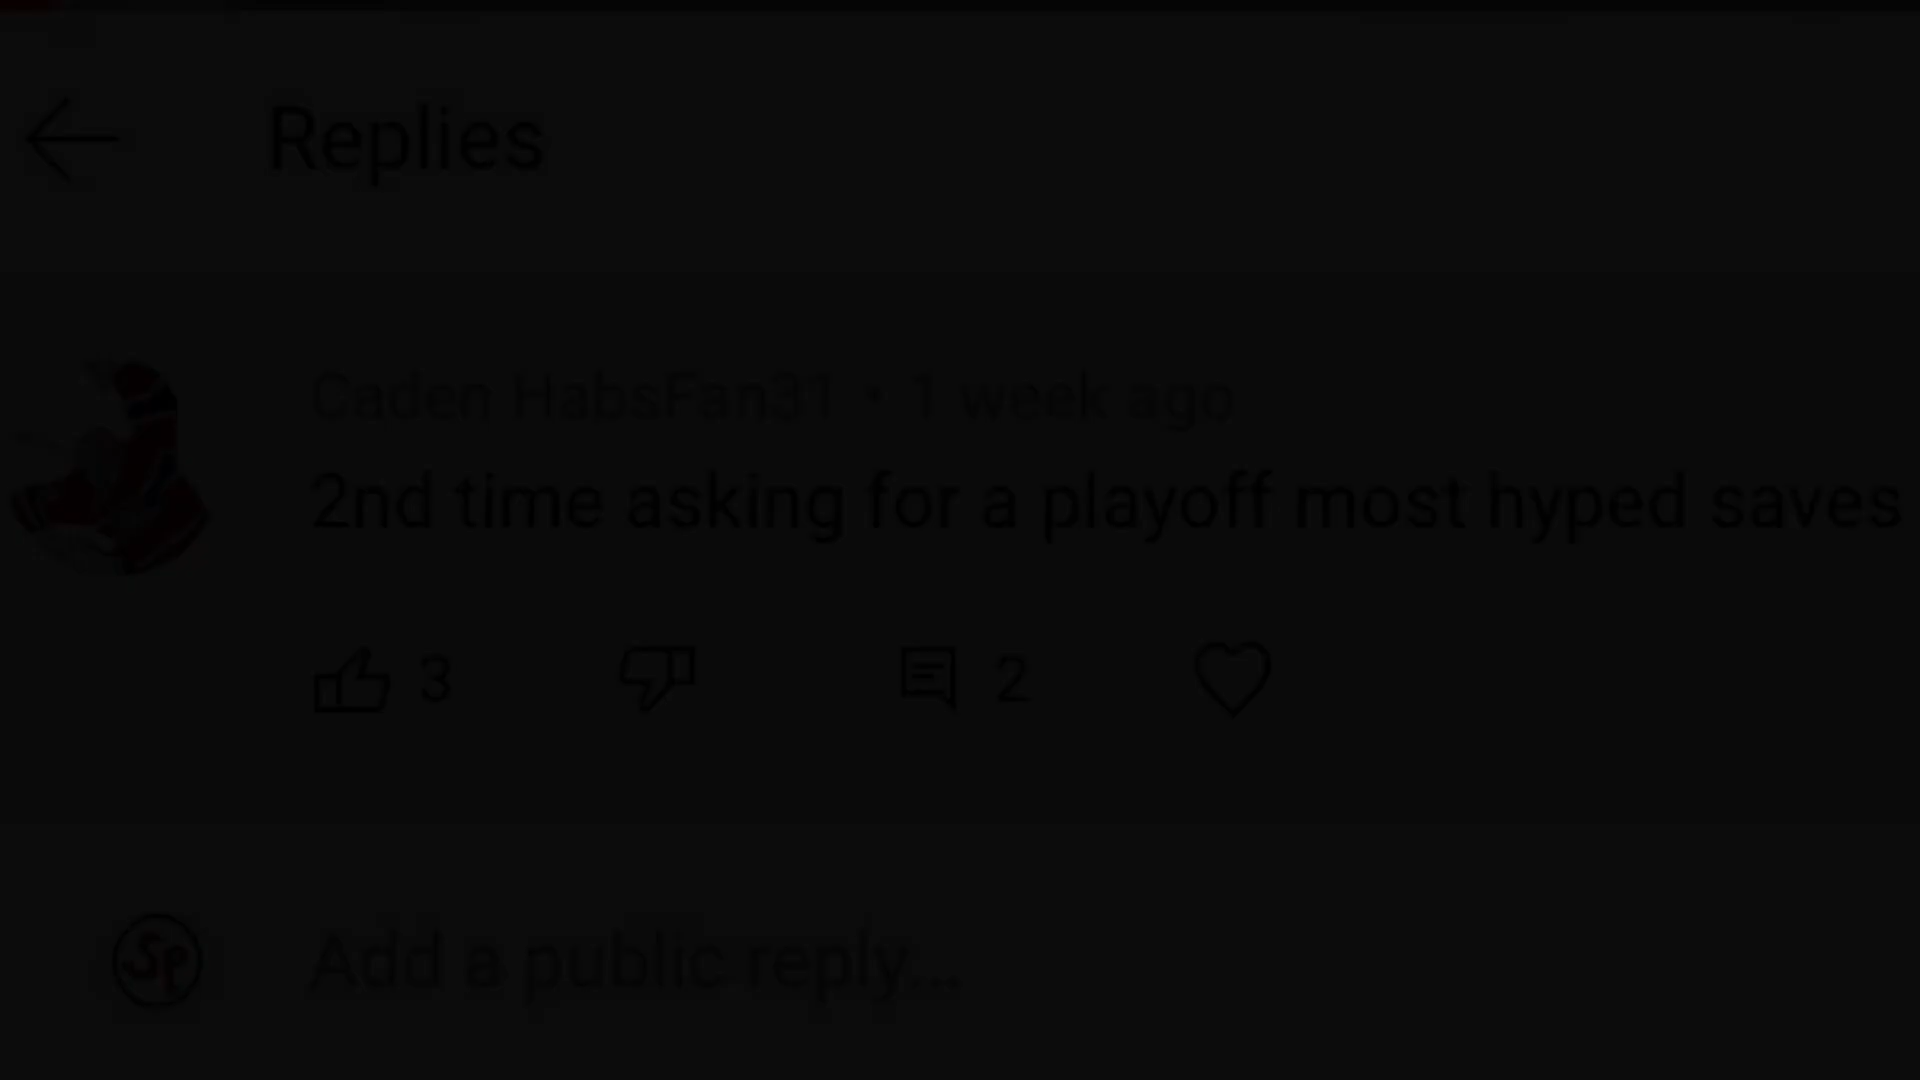 Replies
Caden HabsFan31 • 1 week ago
2nd time asking for a playoff most hyped saves
3 2
Sp
Add a public reply...